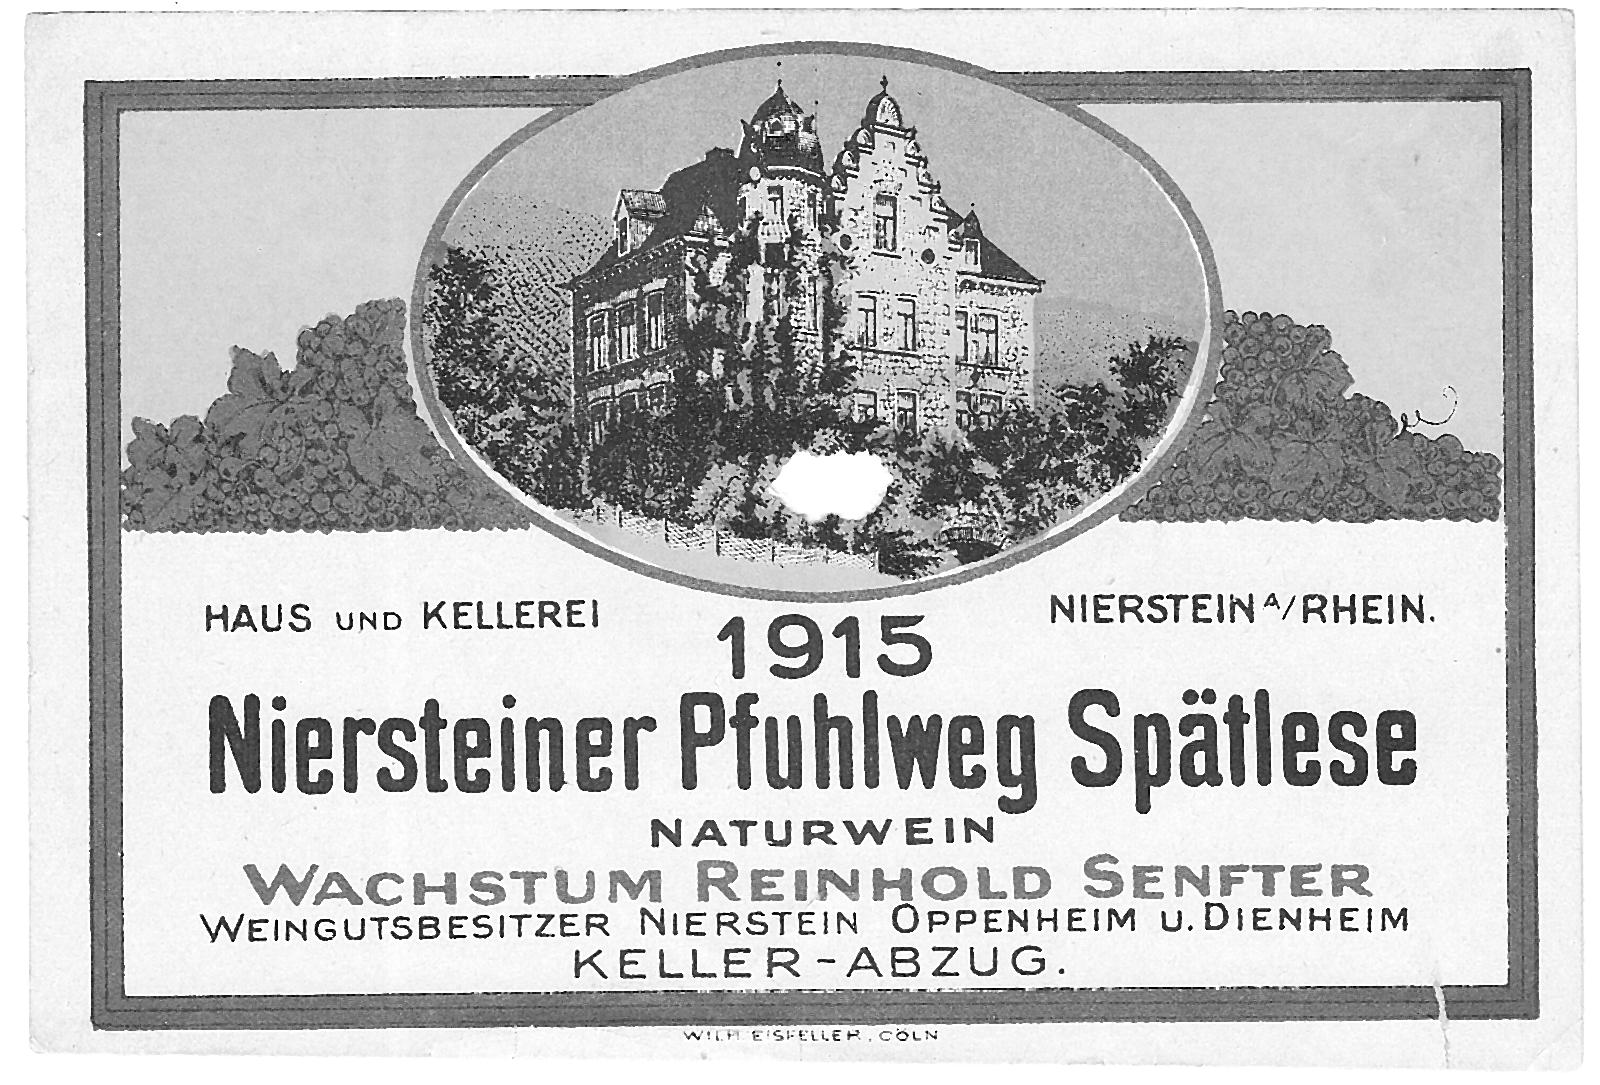 HAUS UND KELLEREI
NIERSTEIN A/RHEIN.
1915
Niersteiner Pfuhlweg Spätlese
NATURWEIN
WACHSTUM REINHOLD SENFTER
WEINGUTSBESITZER NIERSTEIN OPPENHEIM U. DIENHEIM
KELLER-ABZUG.
WILH. EISFELLER, CÖLN